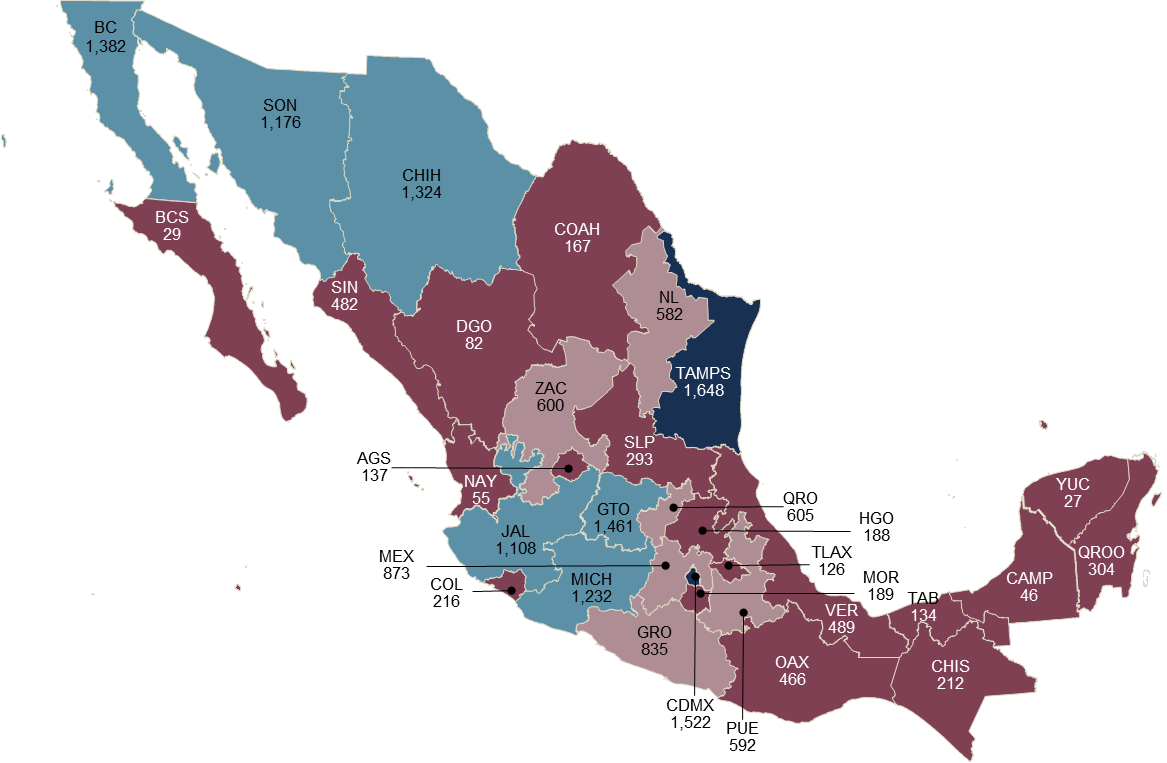 BC
1,382
SON
1,176
CHIH
1,324
BCS
29
COAH
167
SIN
482
NL
582
DGO
82
TAMPS
1,648
ZAC
600
SLP
293
AGS
137
NAY
55
GTO
1,461
QRO
605
HGO
188
YUC
27
JAL
1,108
MEX
873
TLAX
126
QROO
304
COL
216
MICH
1,232
MOR
189
CAMP
46
TAB
134
VER
489
GRO
835
OAX
466
CHIS
212
CDMX
1,522
PUE
592